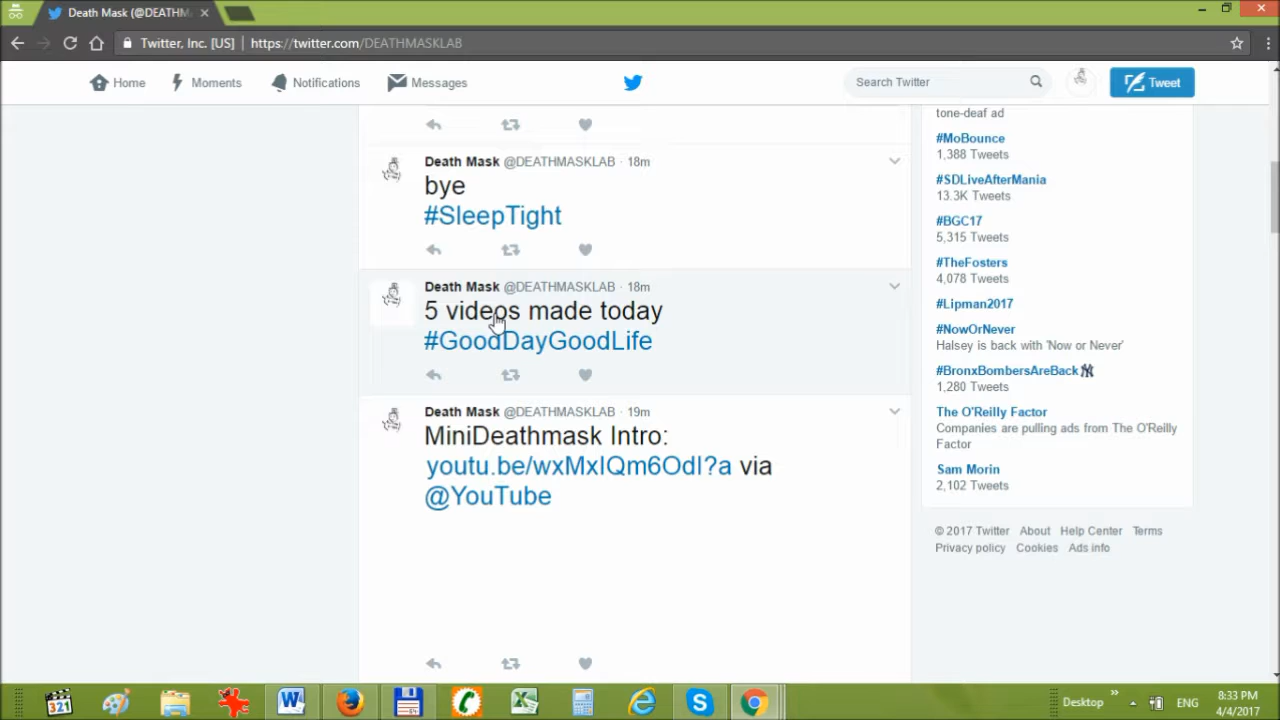 Death Mask (@DEATHM
Twitter, Inc. [US]
https://twitter.com/DEATHMASKLAB
Home
Moments
Notifications
Messages
Search Twitter
Tweet
Death Mask @DEATHMASKLAB · 18m
bye
#SleepTight
Death Mask @DEATHMASKLAB · 18m
5 videos made today
#GoodDayGoodLife
Death Mask @DEATHMASKLAB · 19m
MiniDeathmask Intro:
youtu.be/wxMxIQm6OdI?a via
@YouTube
tone-deaf ad
#MoBounce
1,388 Tweets
#SDLiveAfterMania
13.3K Tweets
#BGC17
5,315 Tweets
#TheFosters
4,078 Tweets
#Lipman2017
#NowOrNever
Halsey is back with 'Now or Never'
#BronxBombersAreBack
1,280 Tweets
The O'Reilly Factor
Companies are pulling ads from The O'Reilly
Factor
Sam Morin
2,102 Tweets
© 2017 Twitter About Help Center Terms
Privacy policy Cookies Ads info
321
Desktop
ENG
8:33 PM
4/4/2017